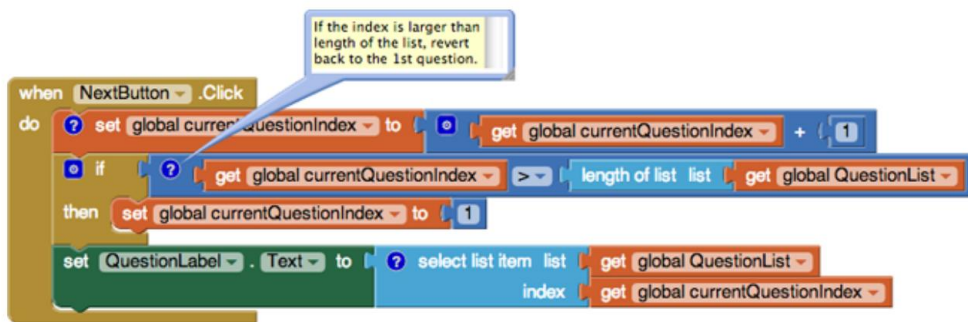 If the index is larger than
length of the list, revert
back to the 1st question.
when NextButton .Click
do ? set global currentQuestionIndex to get global currentQuestionIndex + 1
if ? get global currentQuestionIndex > length of list list get global QuestionList
then set global currentQuestionIndex to 1
set QuestionLabel . Text to ? select list item list get global QuestionList
index get global currentQuestionIndex